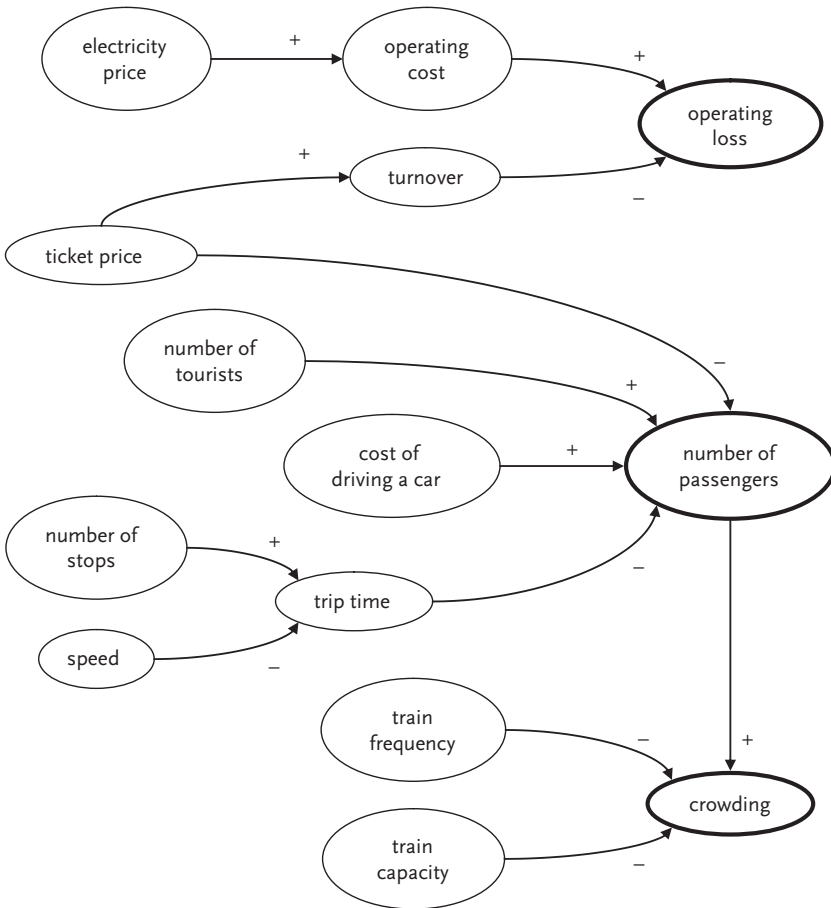 electricity
price
+
operating
cost
+
operating
loss
+
turnover
–
ticket price
–
number of
tourists
+
cost of
driving a car
+
number of
passengers
number of
stops
+
trip time
–
speed
–
train
frequency
–
+
crowding
train
capacity
–